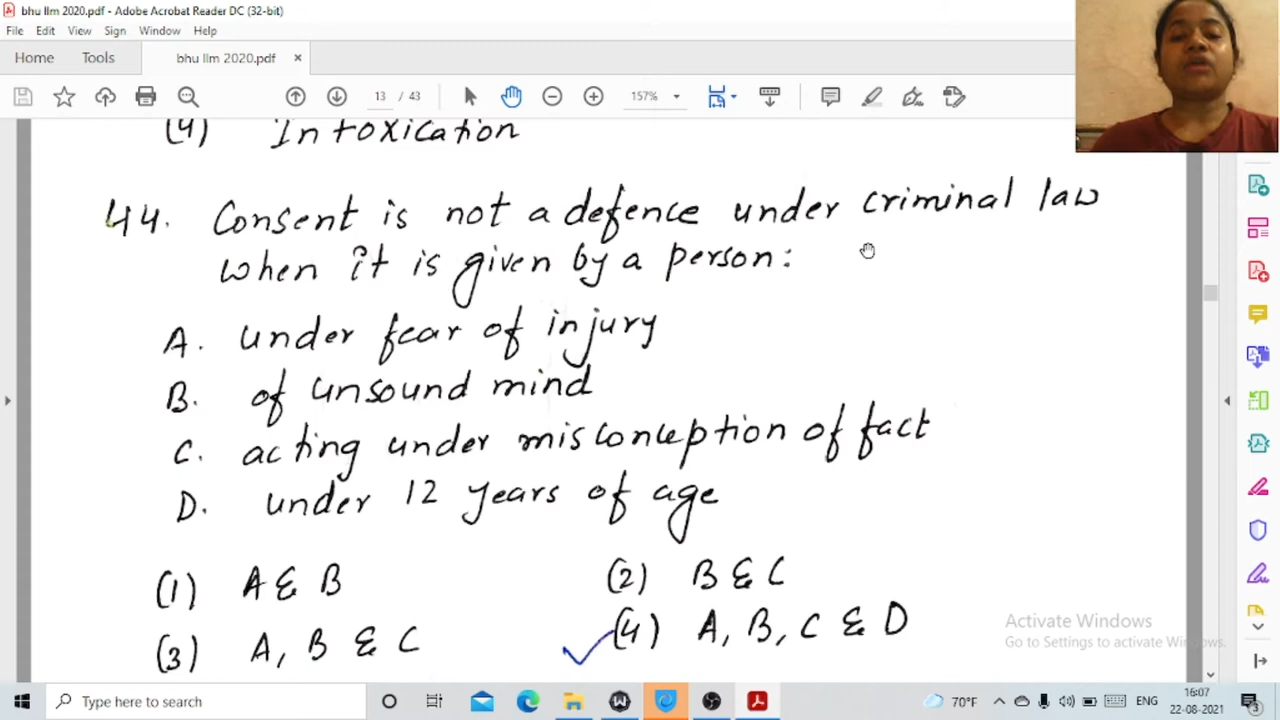 bhu llm 2020.pdf - Adobe Acrobat Reader DC (32-bit)
File Edit View Sign Window Help
Home Tools bhu llm 2020.pdf ×
13 / 43 157%
(4) Intoxication
44. Consent is not a defence under criminal law
when it is given by a person:
A. under fear of injury
B. of unsound mind
C. acting under misconception of fact
D. under 12 years of age
(1) A & B (2) B & C
(3) A, B & C (4) A, B, C & D
Activate Windows
Go to Settings to activate Windows.
Type here to search 70°F ENG 16:07
22-08-2021 3